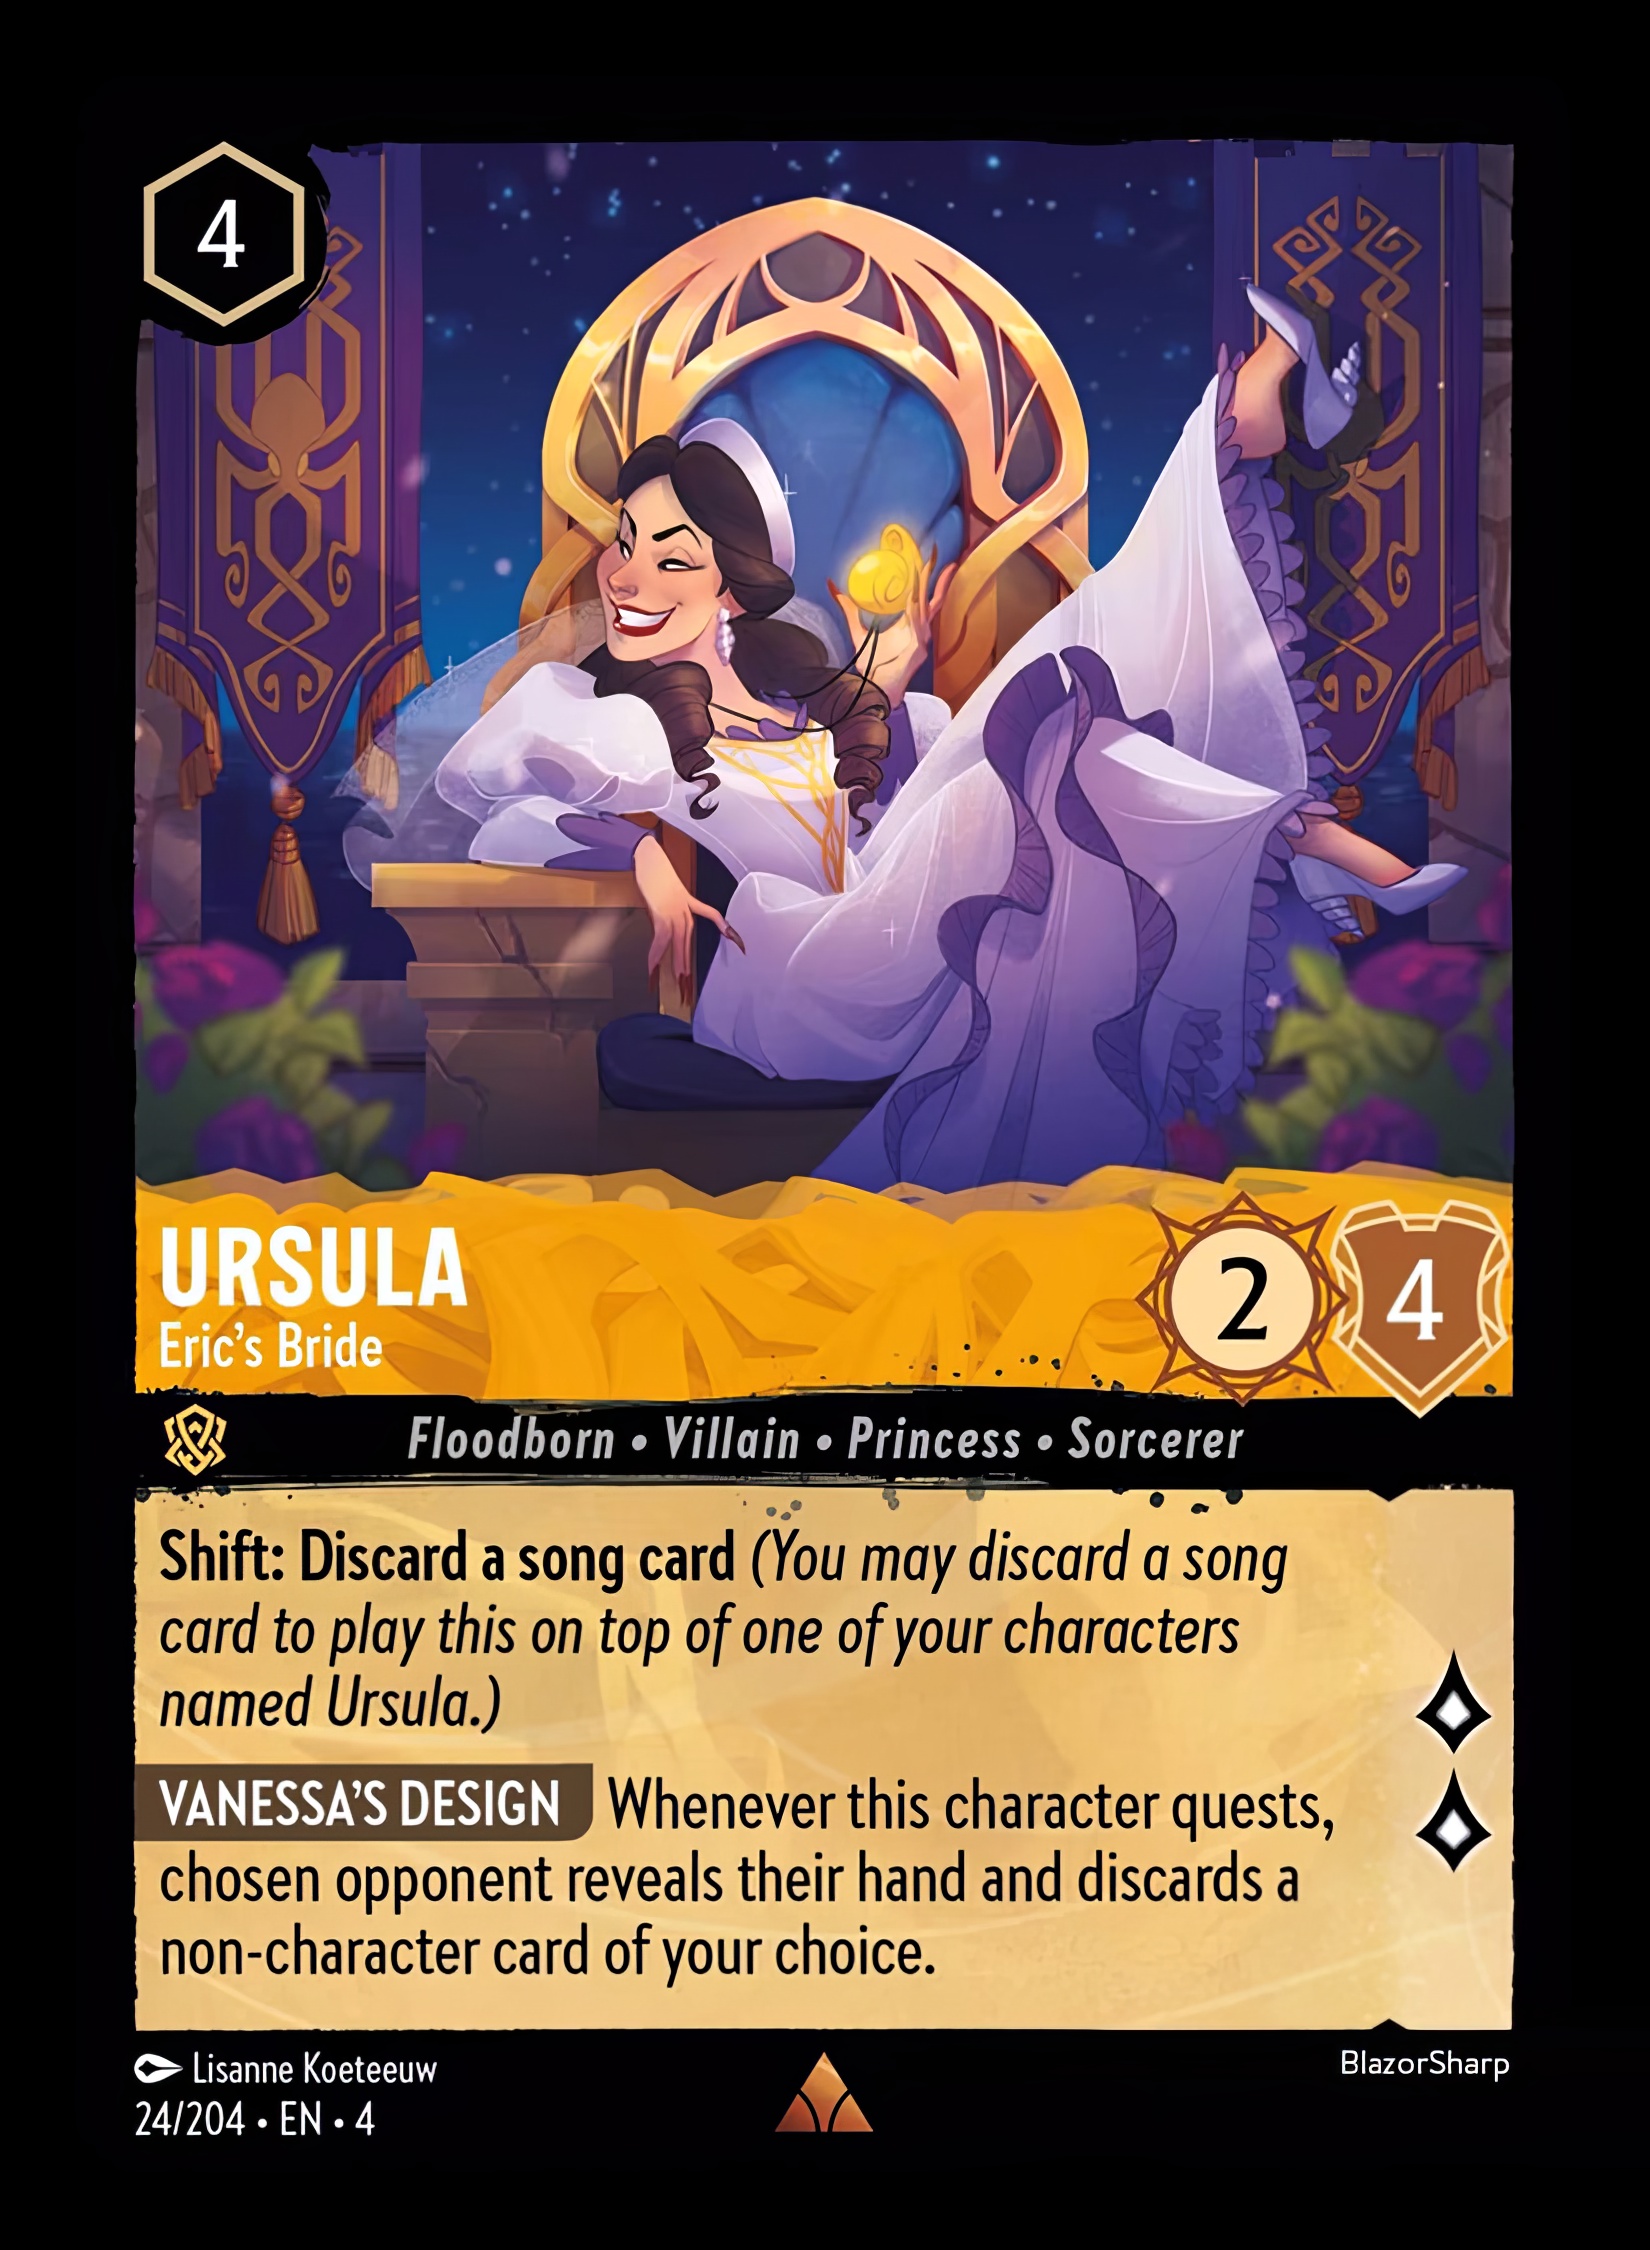 4
URSULA
Eric's Bride
2
4
Floodborn • Villain • Princess • Sorcerer
Shift: Discard a song card (You may discard a song
card to play this on top of one of your characters
named Ursula.)
VANESSA'S DESIGN Whenever this character quests,
chosen opponent reveals their hand and discards a
non-character card of your choice.
Lisanne Koeteeuw
BlazorSharp
24/204 • EN • 4